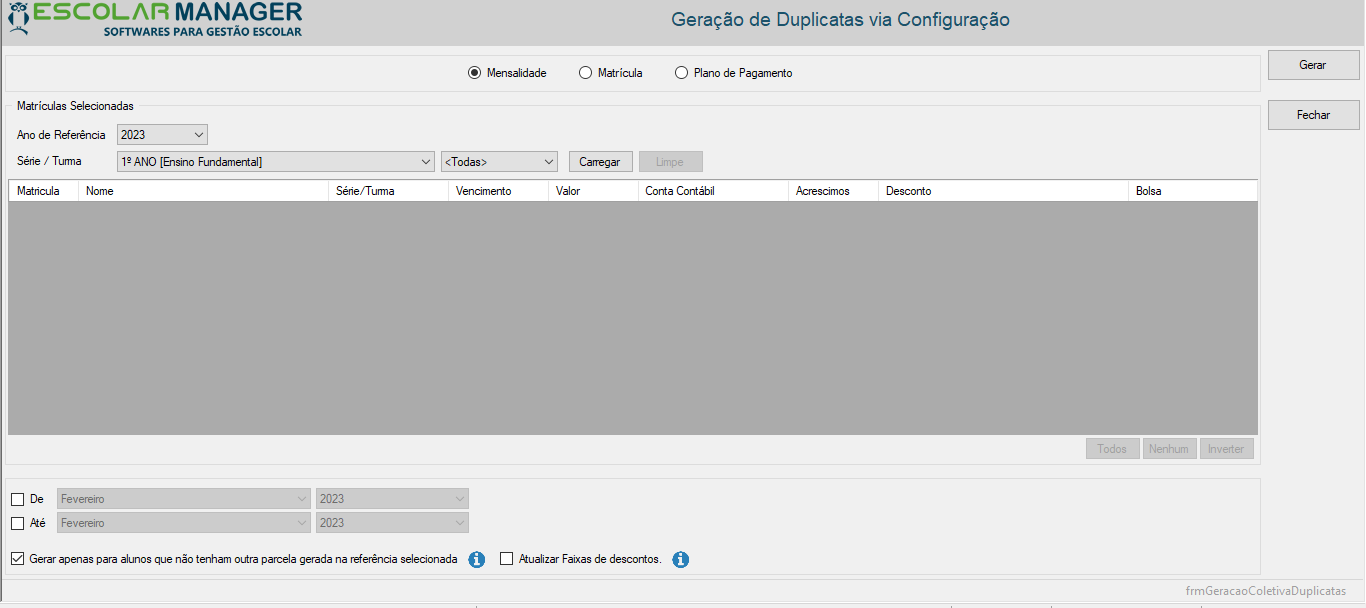 ESCOLAR MANAGER
SOFTWARES PARA GESTÃO ESCOLAR
Geração de Duplicatas via Configuração
Mensalidade Matrícula Plano de Pagamento
Gerar
Fechar
Matrículas Selecionadas
Ano de Referência 2023
Série / Turma 1º ANO [Ensino Fundamental] <Todas> Carregar Limpe
Matricula Nome Série/Turma Vencimento Valor Conta Contábil Acrescimos Desconto Bolsa
Todos Nenhum Inverter
De Fevereiro 2023
Até Fevereiro 2023
Gerar apenas para alunos que não tenham outra parcela gerada na referência selecionada Atualizar Faixas de descontos.
frmGeracaoColetivaDuplicatas